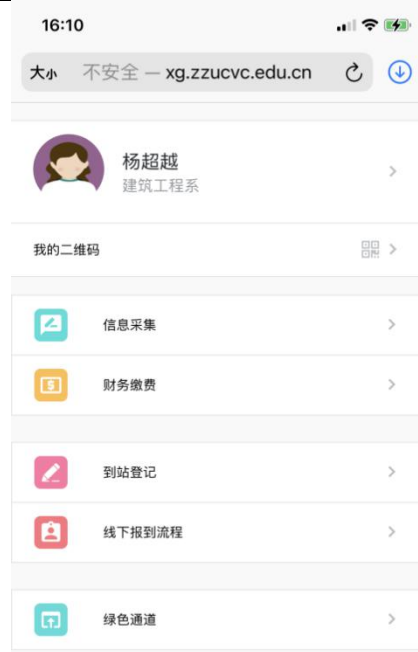 16:10
大小 不安全 — xg.zzucvc.edu.cn
杨超越
建筑工程系
我的二维码
信息采集
财务缴费
到站登记
线下报到流程
绿色通道